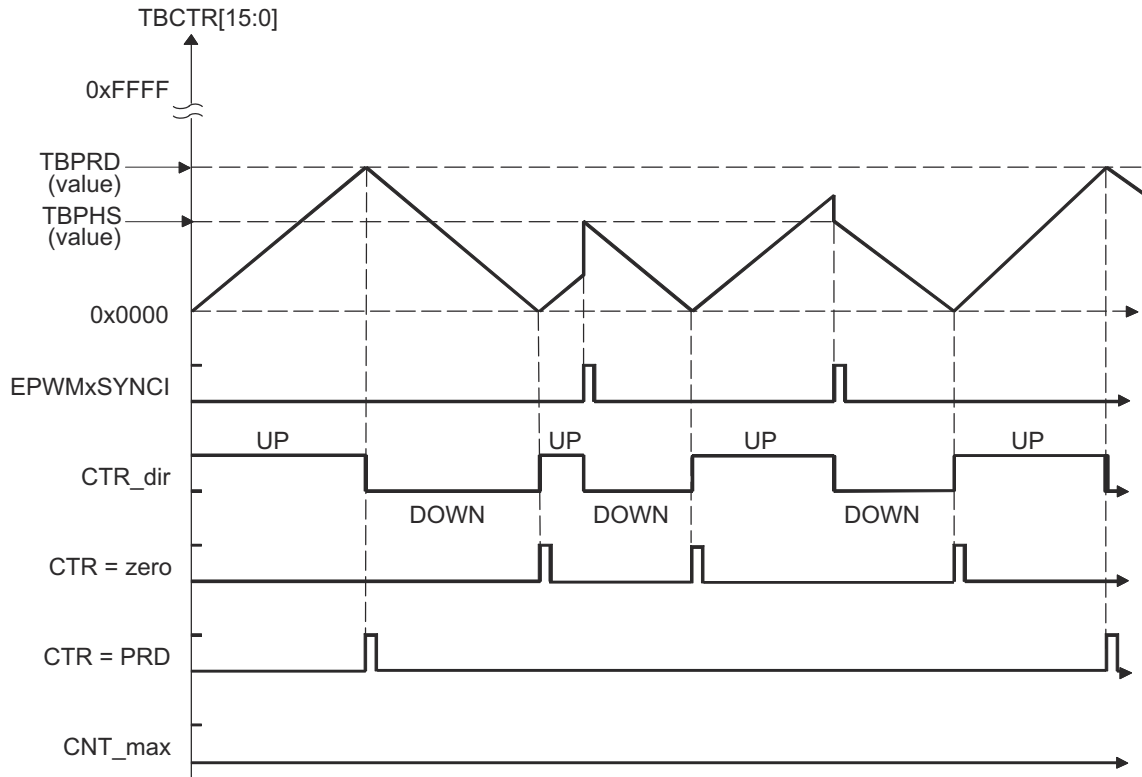 TBCTR[15:0]
0xFFFF
TBPRD
(value)
TBPHS
(value)
0x0000
EPWMxSYNCI
UP UP UP UP
CTR_dir
DOWN DOWN DOWN
CTR = zero
CTR = PRD
CNT_max